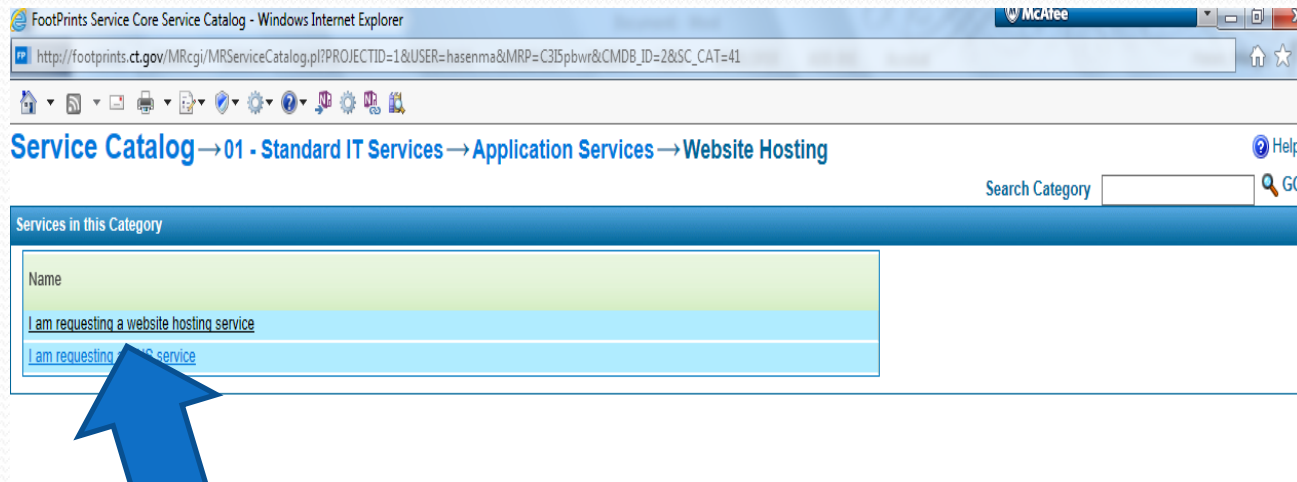 FootPrints Service Core Service Catalog - Windows Internet Explorer
McAfee
http://footprints.ct.gov/MRcgi/MRServiceCatalog.pl?PROJECTID=1&USER=hasenma&MRP=C3I5pbwr&CMDB_ID=2&SC_CAT=41
Service Catalog→01 - Standard IT Services→Application Services→Website Hosting
Help
Search Category
Services in this Category
Name
I am requesting a website hosting service
I am requesting service